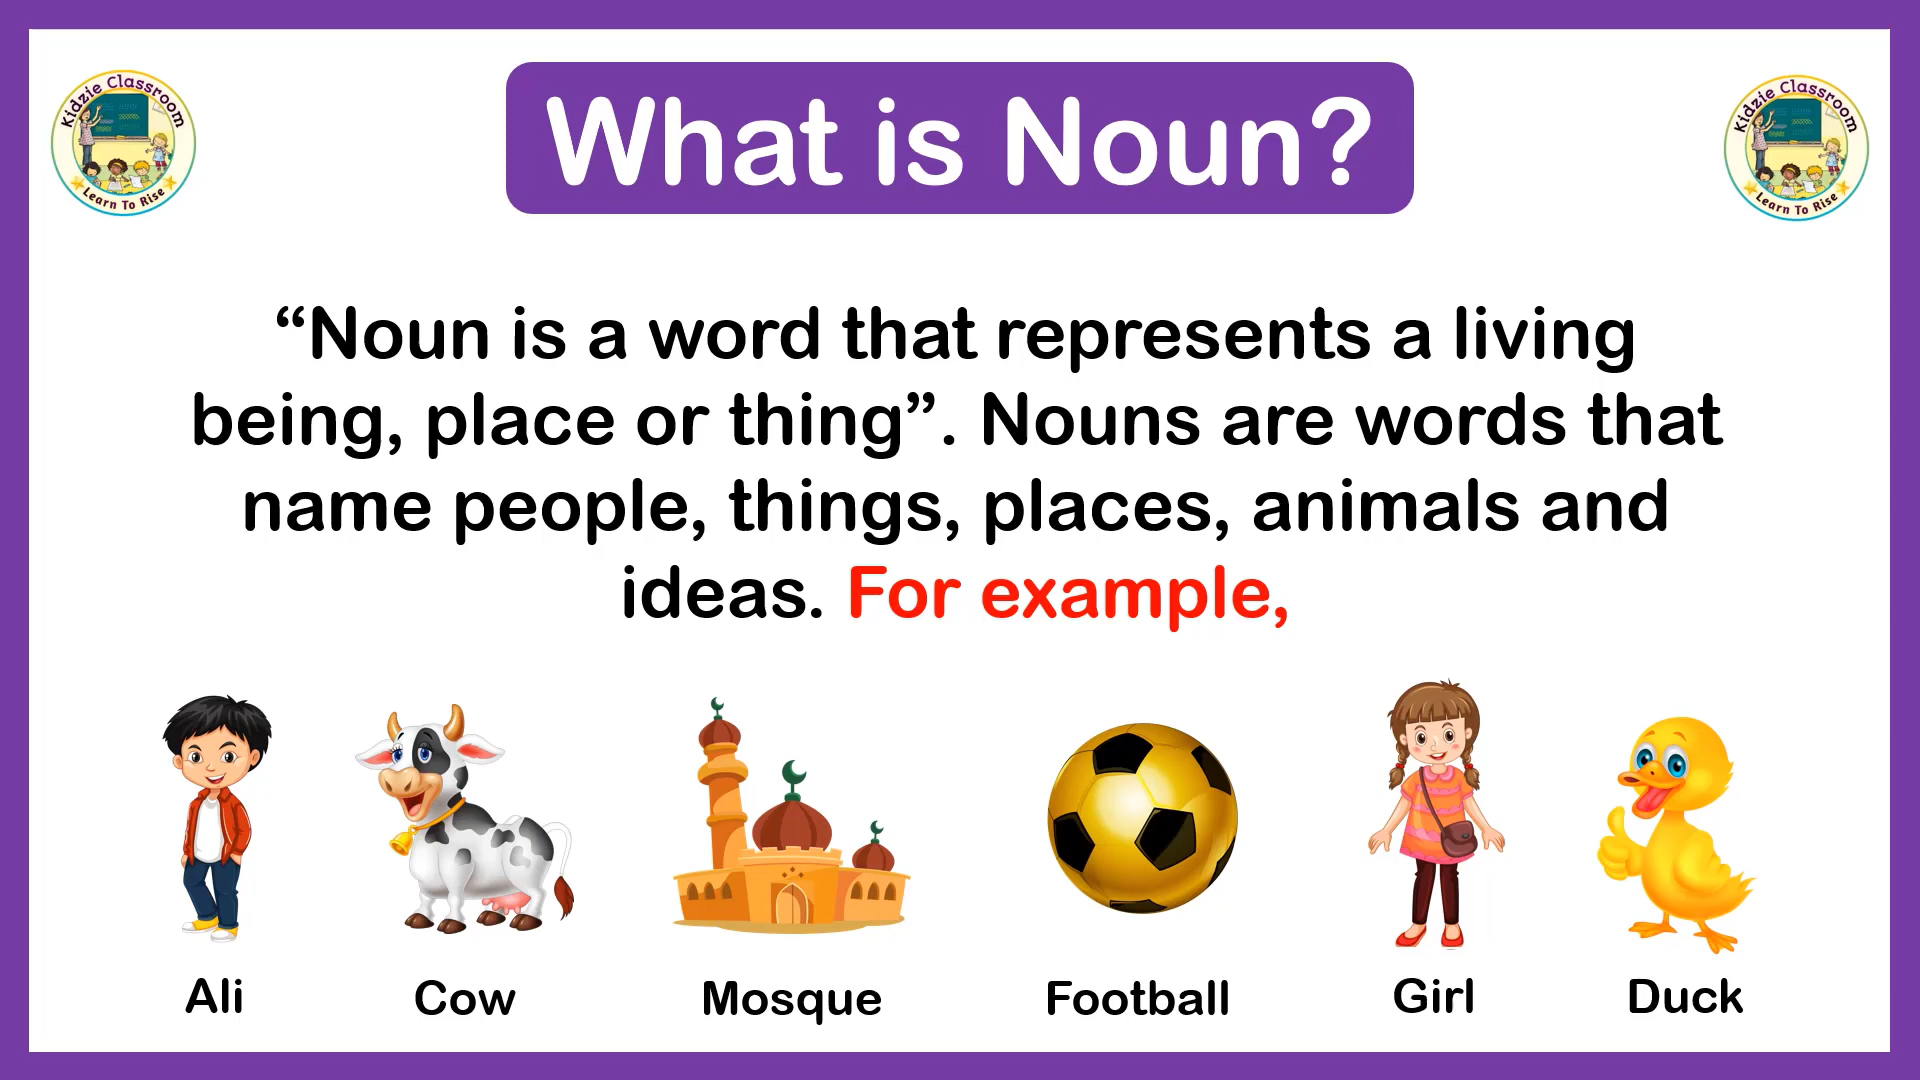 Kidzie Classroom
Learn To Rise
What is Noun?
Kidzie Classroom
Learn To Rise
“Noun is a word that represents a living
being, place or thing”. Nouns are words that
name people, things, places, animals and
ideas. For example,
Ali
Cow
Mosque
Football
Girl
Duck